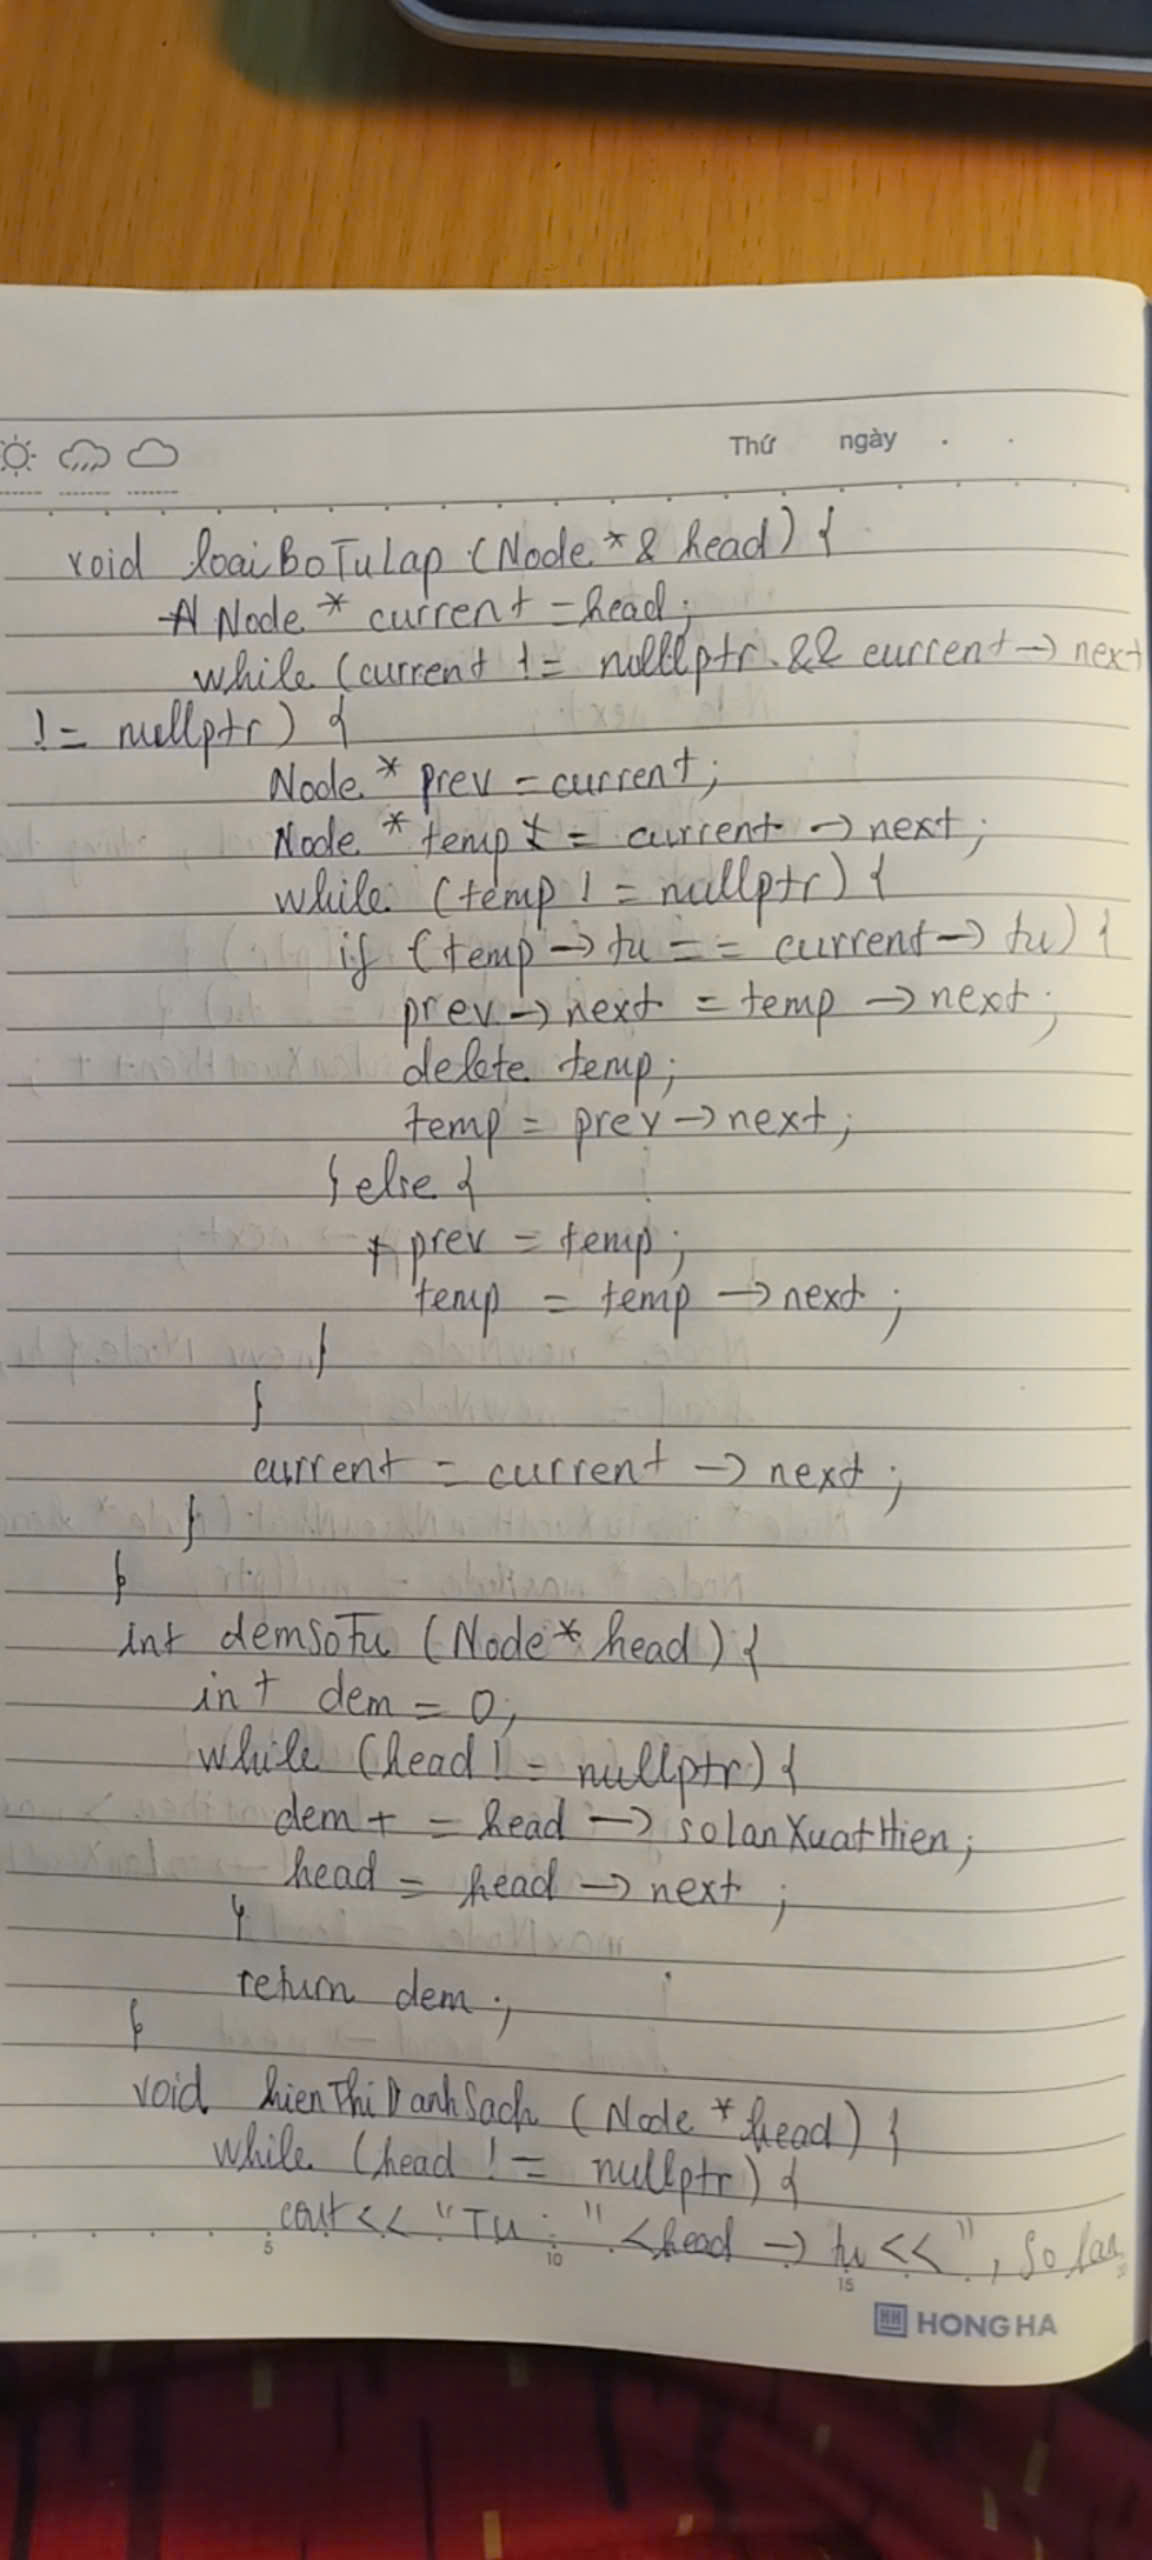 Thứ ngày . .
void loaiBoTuLap (Node * & head) {
Node * current = head;
while (current != nullptr && current -> next
!= nullptr) {
Node * prev = current;
Node * temp = current -> next;
while (temp != nullptr) {
if (temp -> tu == current -> tu) {
prev -> next = temp -> next;
delete temp;
temp = prev -> next;
} else {
prev = temp;
temp = temp -> next;
}
}
current = current -> next;
}
}
int demSoTu (Node* head) {
int dem = 0;
while (head != nullptr) {
dem += head -> solanXuatHien;
head = head -> next;
}
return dem;
}
void hienThiDanhSach (Node * head) {
while (head != nullptr) {
cout << "Tu : " < head -> tu << ", So lan
5 10 15
HH HONG HA